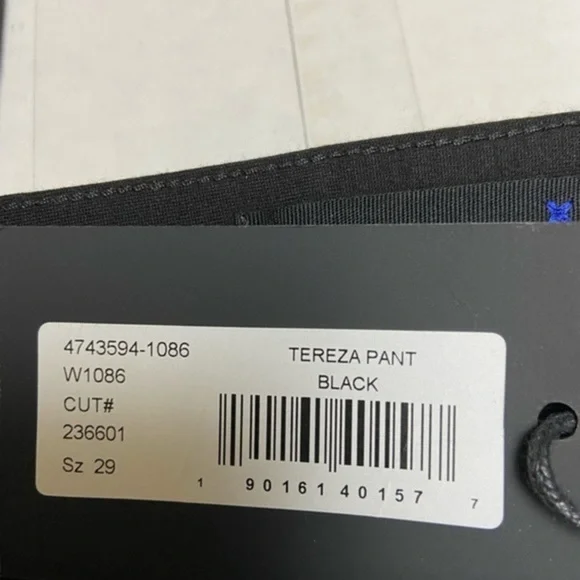 4743594-1086
W1086
CUT#
236601
Sz 29
TEREZA PANT
BLACK
1 90161 40157 7